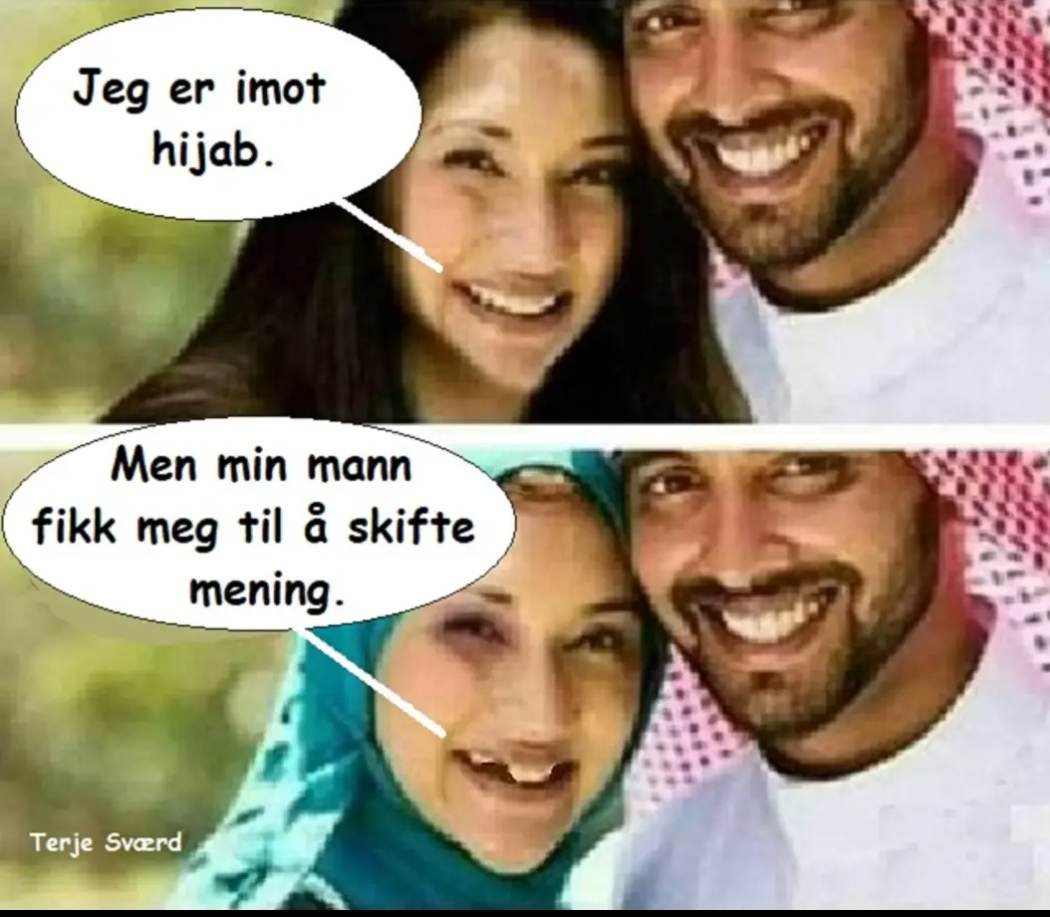 Jeg er imot
hijab.
Men min mann
fikk meg til å skifte
mening.
Terje Sværd